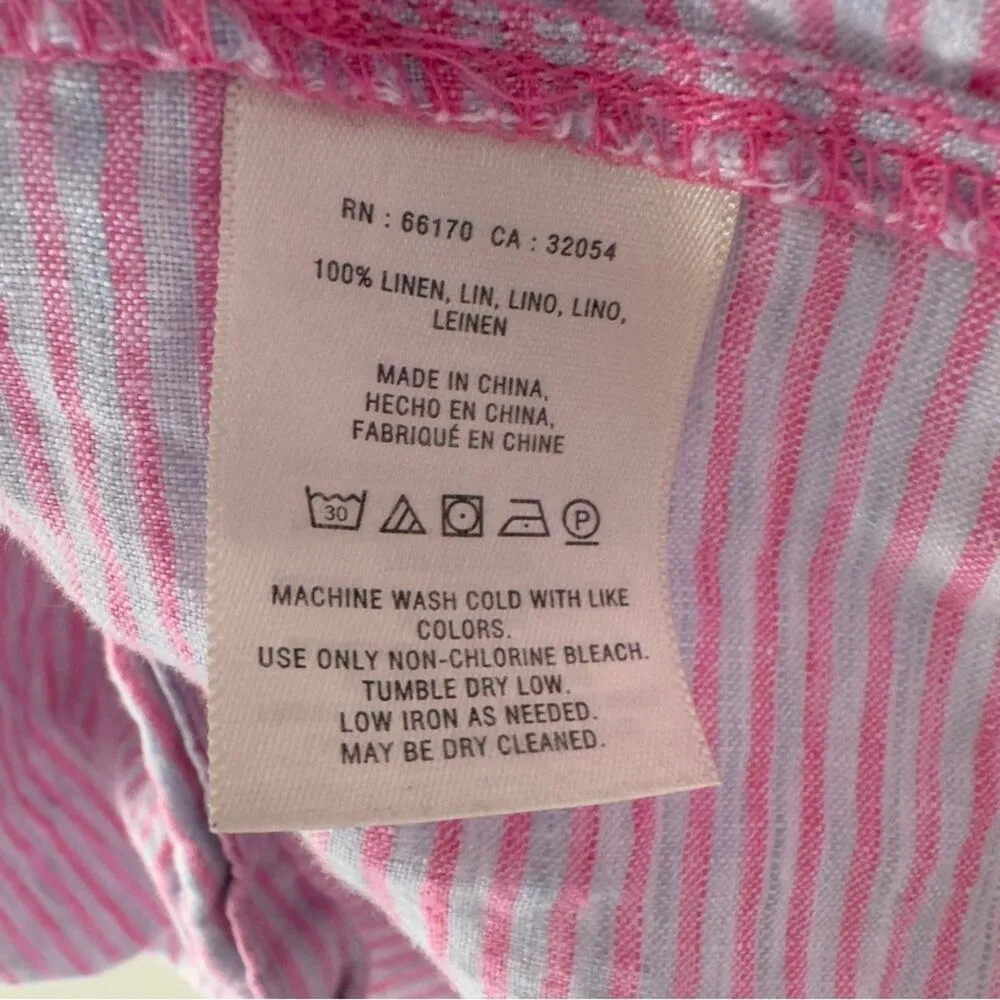 RN : 66170 CA : 32054
100% LINEN, LIN, LINO, LINO,
LEINEN
MADE IN CHINA,
HECHO EN CHINA,
FABRIQUÉ EN CHINE
30 P
MACHINE WASH COLD WITH LIKE
COLORS.
USE ONLY NON-CHLORINE BLEACH.
TUMBLE DRY LOW.
LOW IRON AS NEEDED.
MAY BE DRY CLEANED.